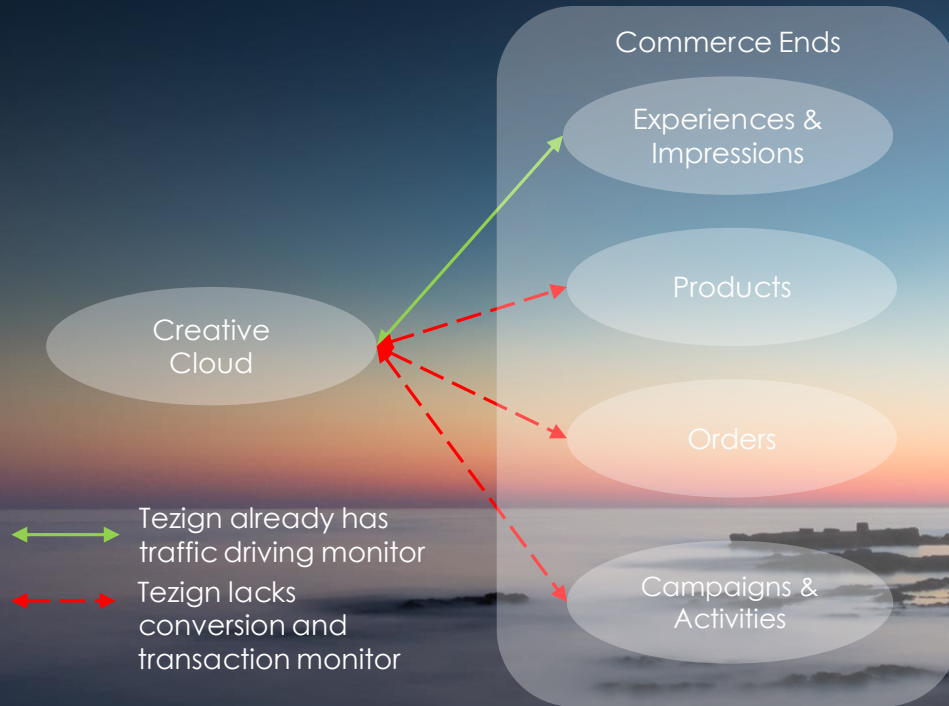 Commerce Ends
Experiences &
Impressions
Products
Creative
Cloud
Orders
Tezign already has
traffic driving monitor
Tezign lacks
conversion and
transaction monitor
Campaigns &
Activities